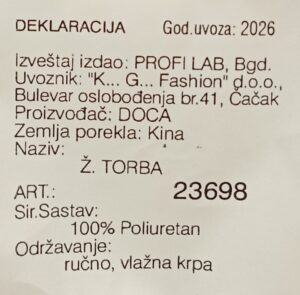 DEKLARACIJA God.uvoza: 2026
Izveštaj izdao: PROFI LAB, Bgd.
Uvoznik: "K... G... Fashion" d.o.o.,
Bulevar oslobođenja br.41, Čačak
Proizvođač: DOCA
Zemlja porekla: Kina
Naziv:
Ž. TORBA
ART.: 23698
Sir.Sastav:
100% Poliuretan
Održavanje:
ručno, vlažna krpa